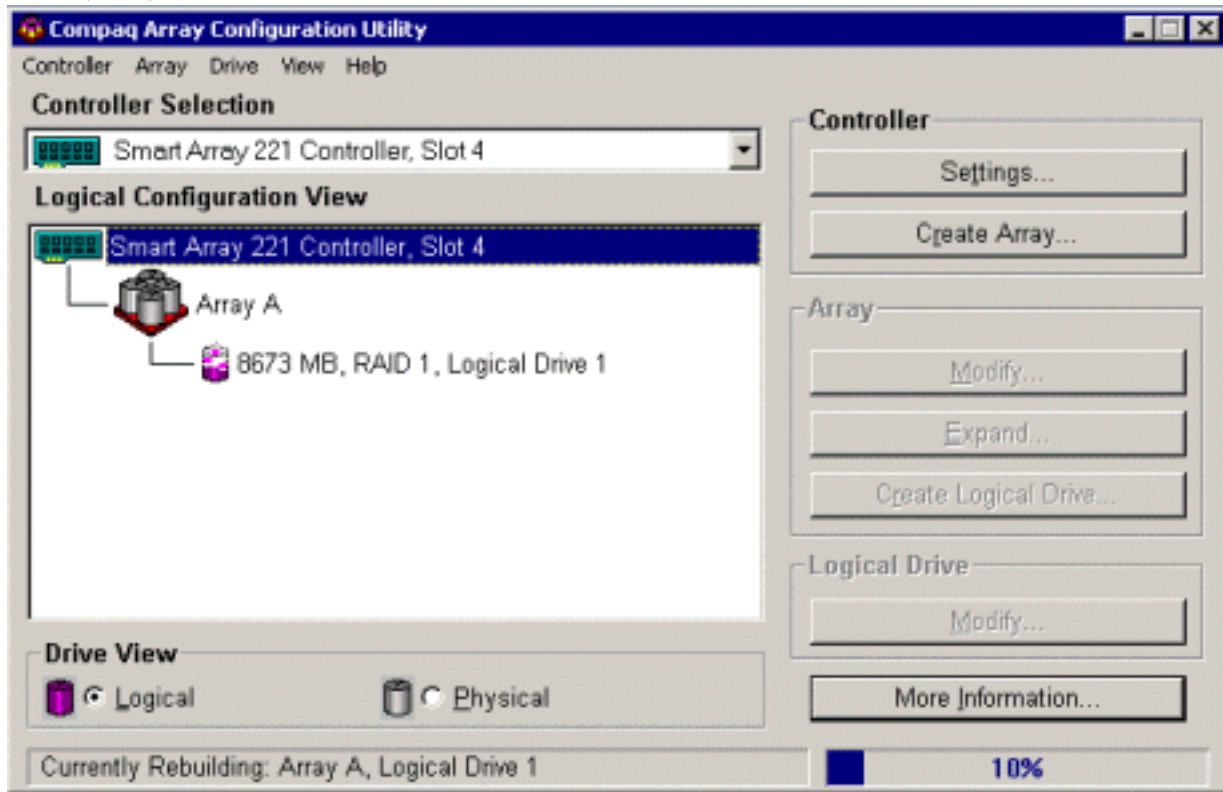 Compaq Array Configuration Utility
Controller Array Drive View Help
Controller Selection
Smart Array 221 Controller, Slot 4
Logical Configuration View
Smart Array 221 Controller, Slot 4
Array A
8673 MB, RAID 1, Logical Drive 1
Drive View
Logical
Physical
Controller
Settings...
Create Array...
Array
Modify...
Expand...
Create Logical Drive...
Logical Drive
Modify...
More Information...
Currently Rebuilding: Array A, Logical Drive 1
10%